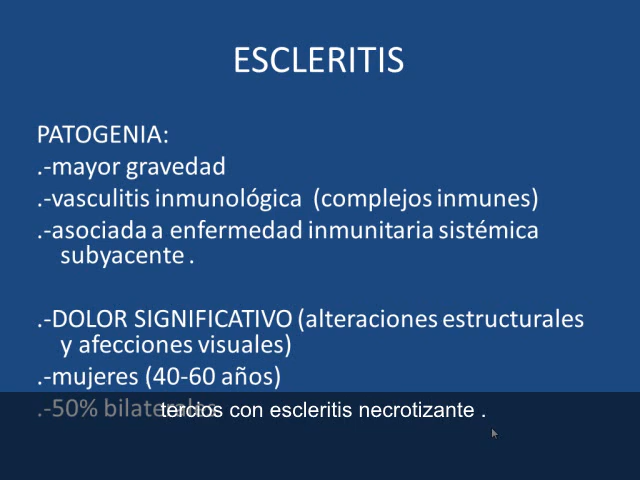 ESCLERITIS
PATOGENIA:
.-mayor gravedad
.-vasculitis inmunológica (complejos inmunes)
.-asociada a enfermedad inmunitaria sistémica
subyacente .
.-DOLOR SIGNIFICATIVO (alteraciones estructurales
y afecciones visuales)
.-mujeres (40-60 años)
.-50% bilaterales
tercios con escleritis necrotizante .